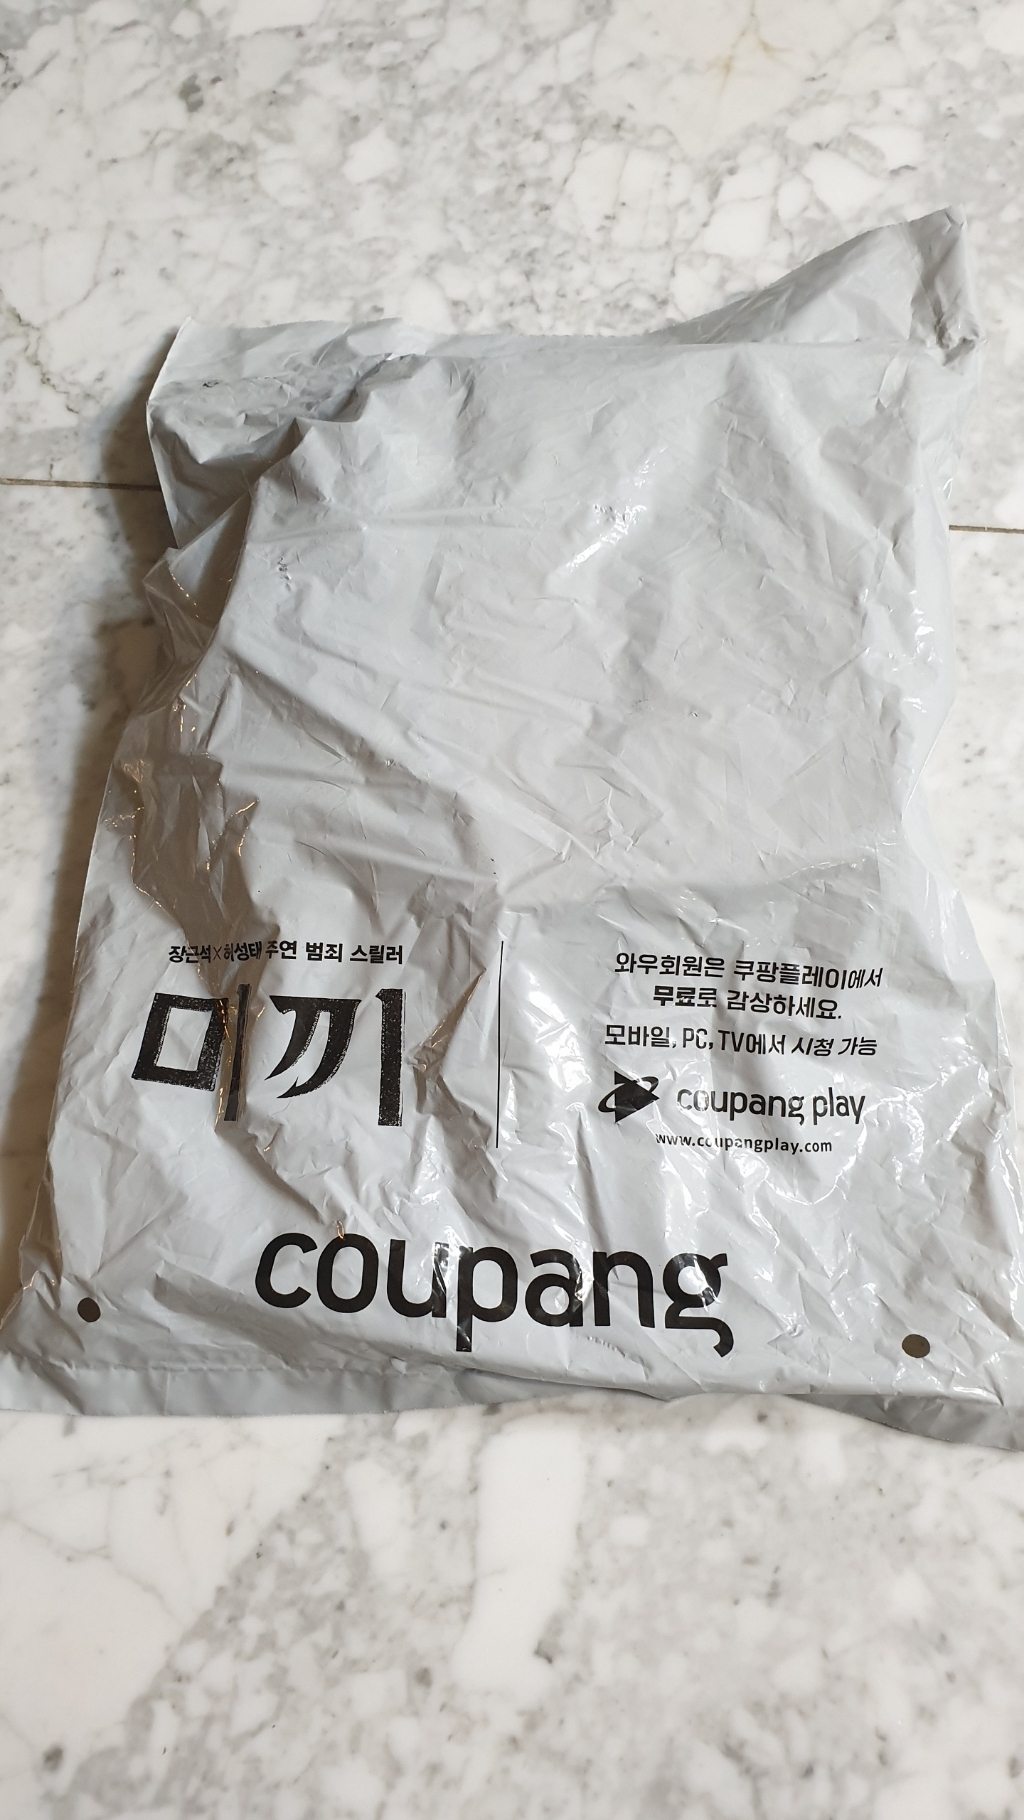 장근석×허성태 주연 범죄 스릴러
미끼
와우회원은 쿠팡플레이에서
무료로 감상하세요.
모바일, PC, TV에서 시청 가능
coupang play
www.coupangplay.com
coupang